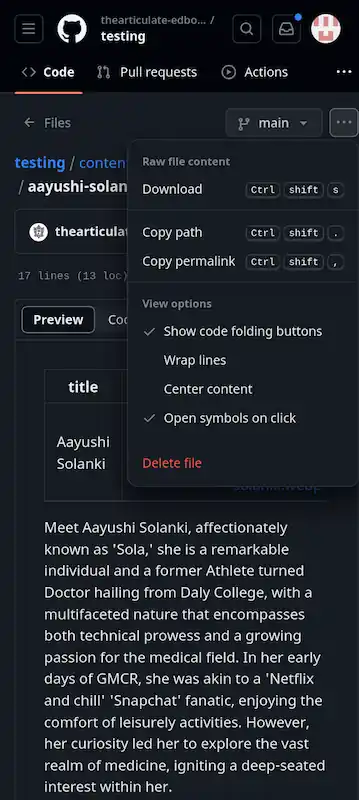 thearticulate-edbo... /
testing
Code
Pull requests
Actions
Files
main
testing / conten
/ aayushi-solan
Raw file content
Download Ctrl shift s
Copy path Ctrl shift .
Copy permalink Ctrl shift ,
View options
Show code folding buttons
Wrap lines
Center content
Open symbols on click
Delete file
thearticulat
17 lines (13 loc)
Preview
Co
title
Aayushi
Solanki
Meet Aayushi Solanki, affectionately
known as 'Sola,' she is a remarkable
individual and a former Athlete turned
Doctor hailing from Daly College, with a
multifaceted nature that encompasses
both technical prowess and a growing
passion for the medical field. In her early
days of GMCR, she was akin to a 'Netflix
and chill' 'Snapchat' fanatic, enjoying the
comfort of leisurely activities. However,
her curiosity led her to explore the vast
realm of medicine, igniting a deep-seated
interest within her.